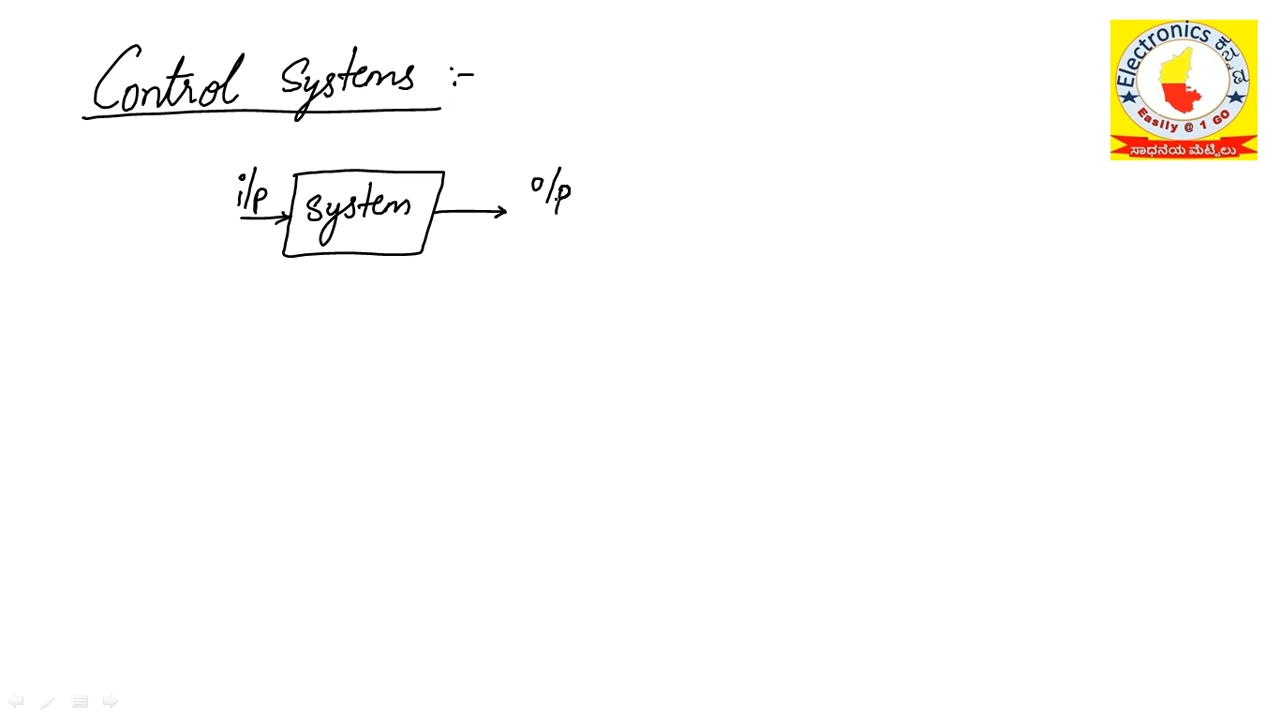 Control Systems :-
i/p System o/p
Electronics ಕನ್ನಡ
Easily @ 1 GO
ಸಾಧನೆಯ ಮೆಟ್ಟಿಲು